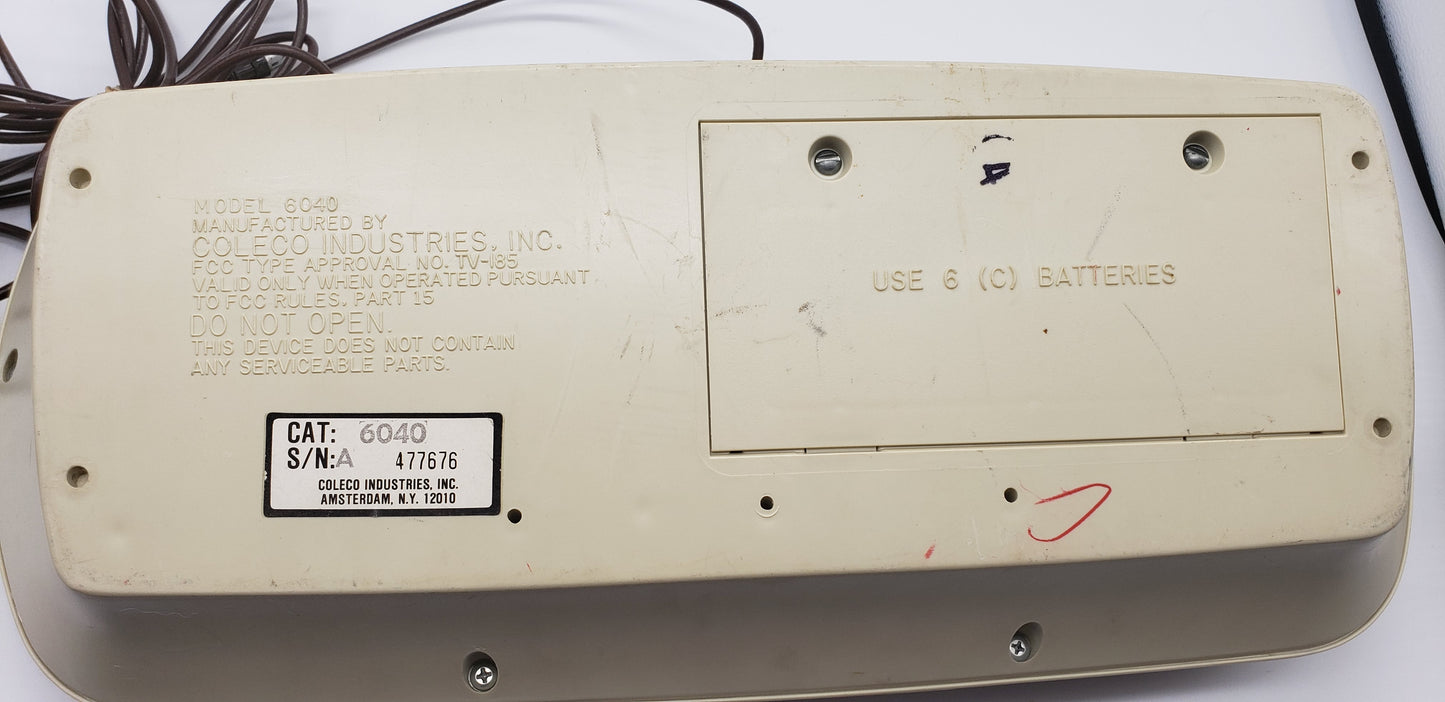 MODEL 6040
MANUFACTURED BY
COLECO INDUSTRIES, INC.
FCC TYPE APPROVAL NO. TV-185
VALID ONLY WHEN OPERATED PURSUANT
TO FCC RULES, PART 15
DO NOT OPEN.
THIS DEVICE DOES NOT CONTAIN
ANY SERVICEABLE PARTS.
CAT: 6040
S/N:A 477676
COLECO INDUSTRIES, INC.
AMSTERDAM, N.Y. 12010
USE 6 (C) BATTERIES